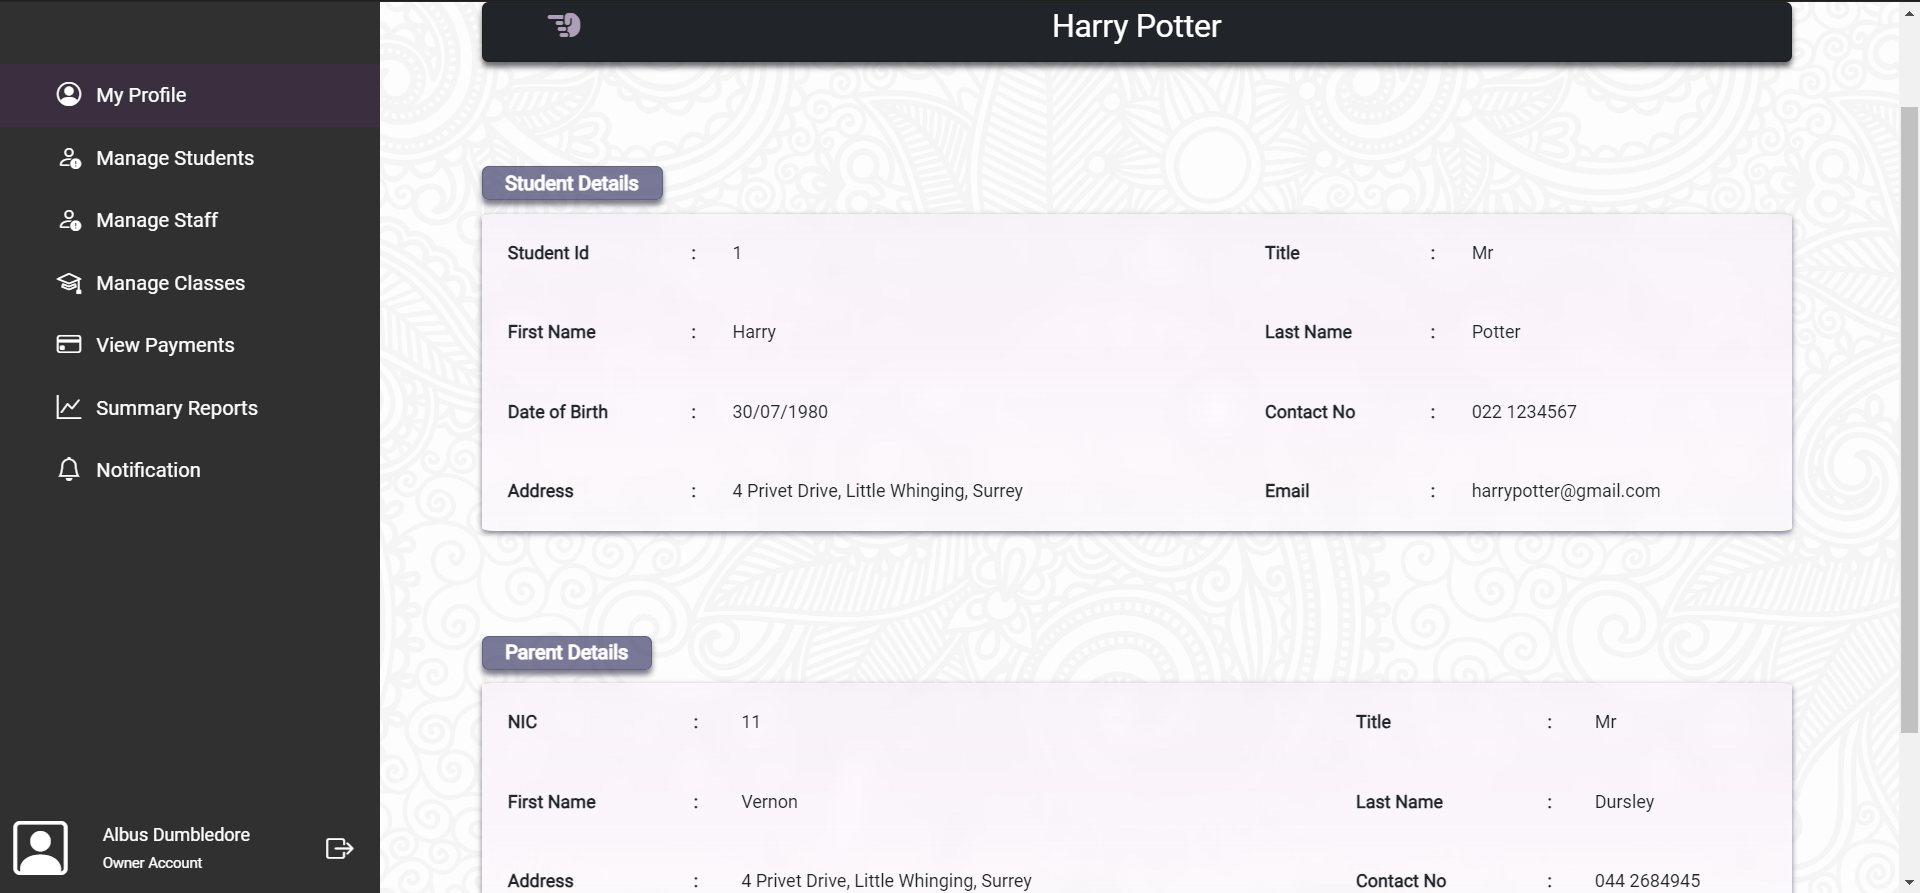 Harry Potter
My Profile
Manage Students
Manage Staff
Manage Classes
View Payments
Summary Reports
Notification
Albus Dumbledore
Owner Account
Student Details
Student Id : 1 Title : Mr
First Name : Harry Last Name : Potter
Date of Birth : 30/07/1980 Contact No : 022 1234567
Address : 4 Privet Drive, Little Whinging, Surrey Email : harrypotter@gmail.com
Parent Details
NIC : 11 Title : Mr
First Name : Vernon Last Name : Dursley
Address : 4 Privet Drive, Little Whinging, Surrey Contact No : 044 2684945